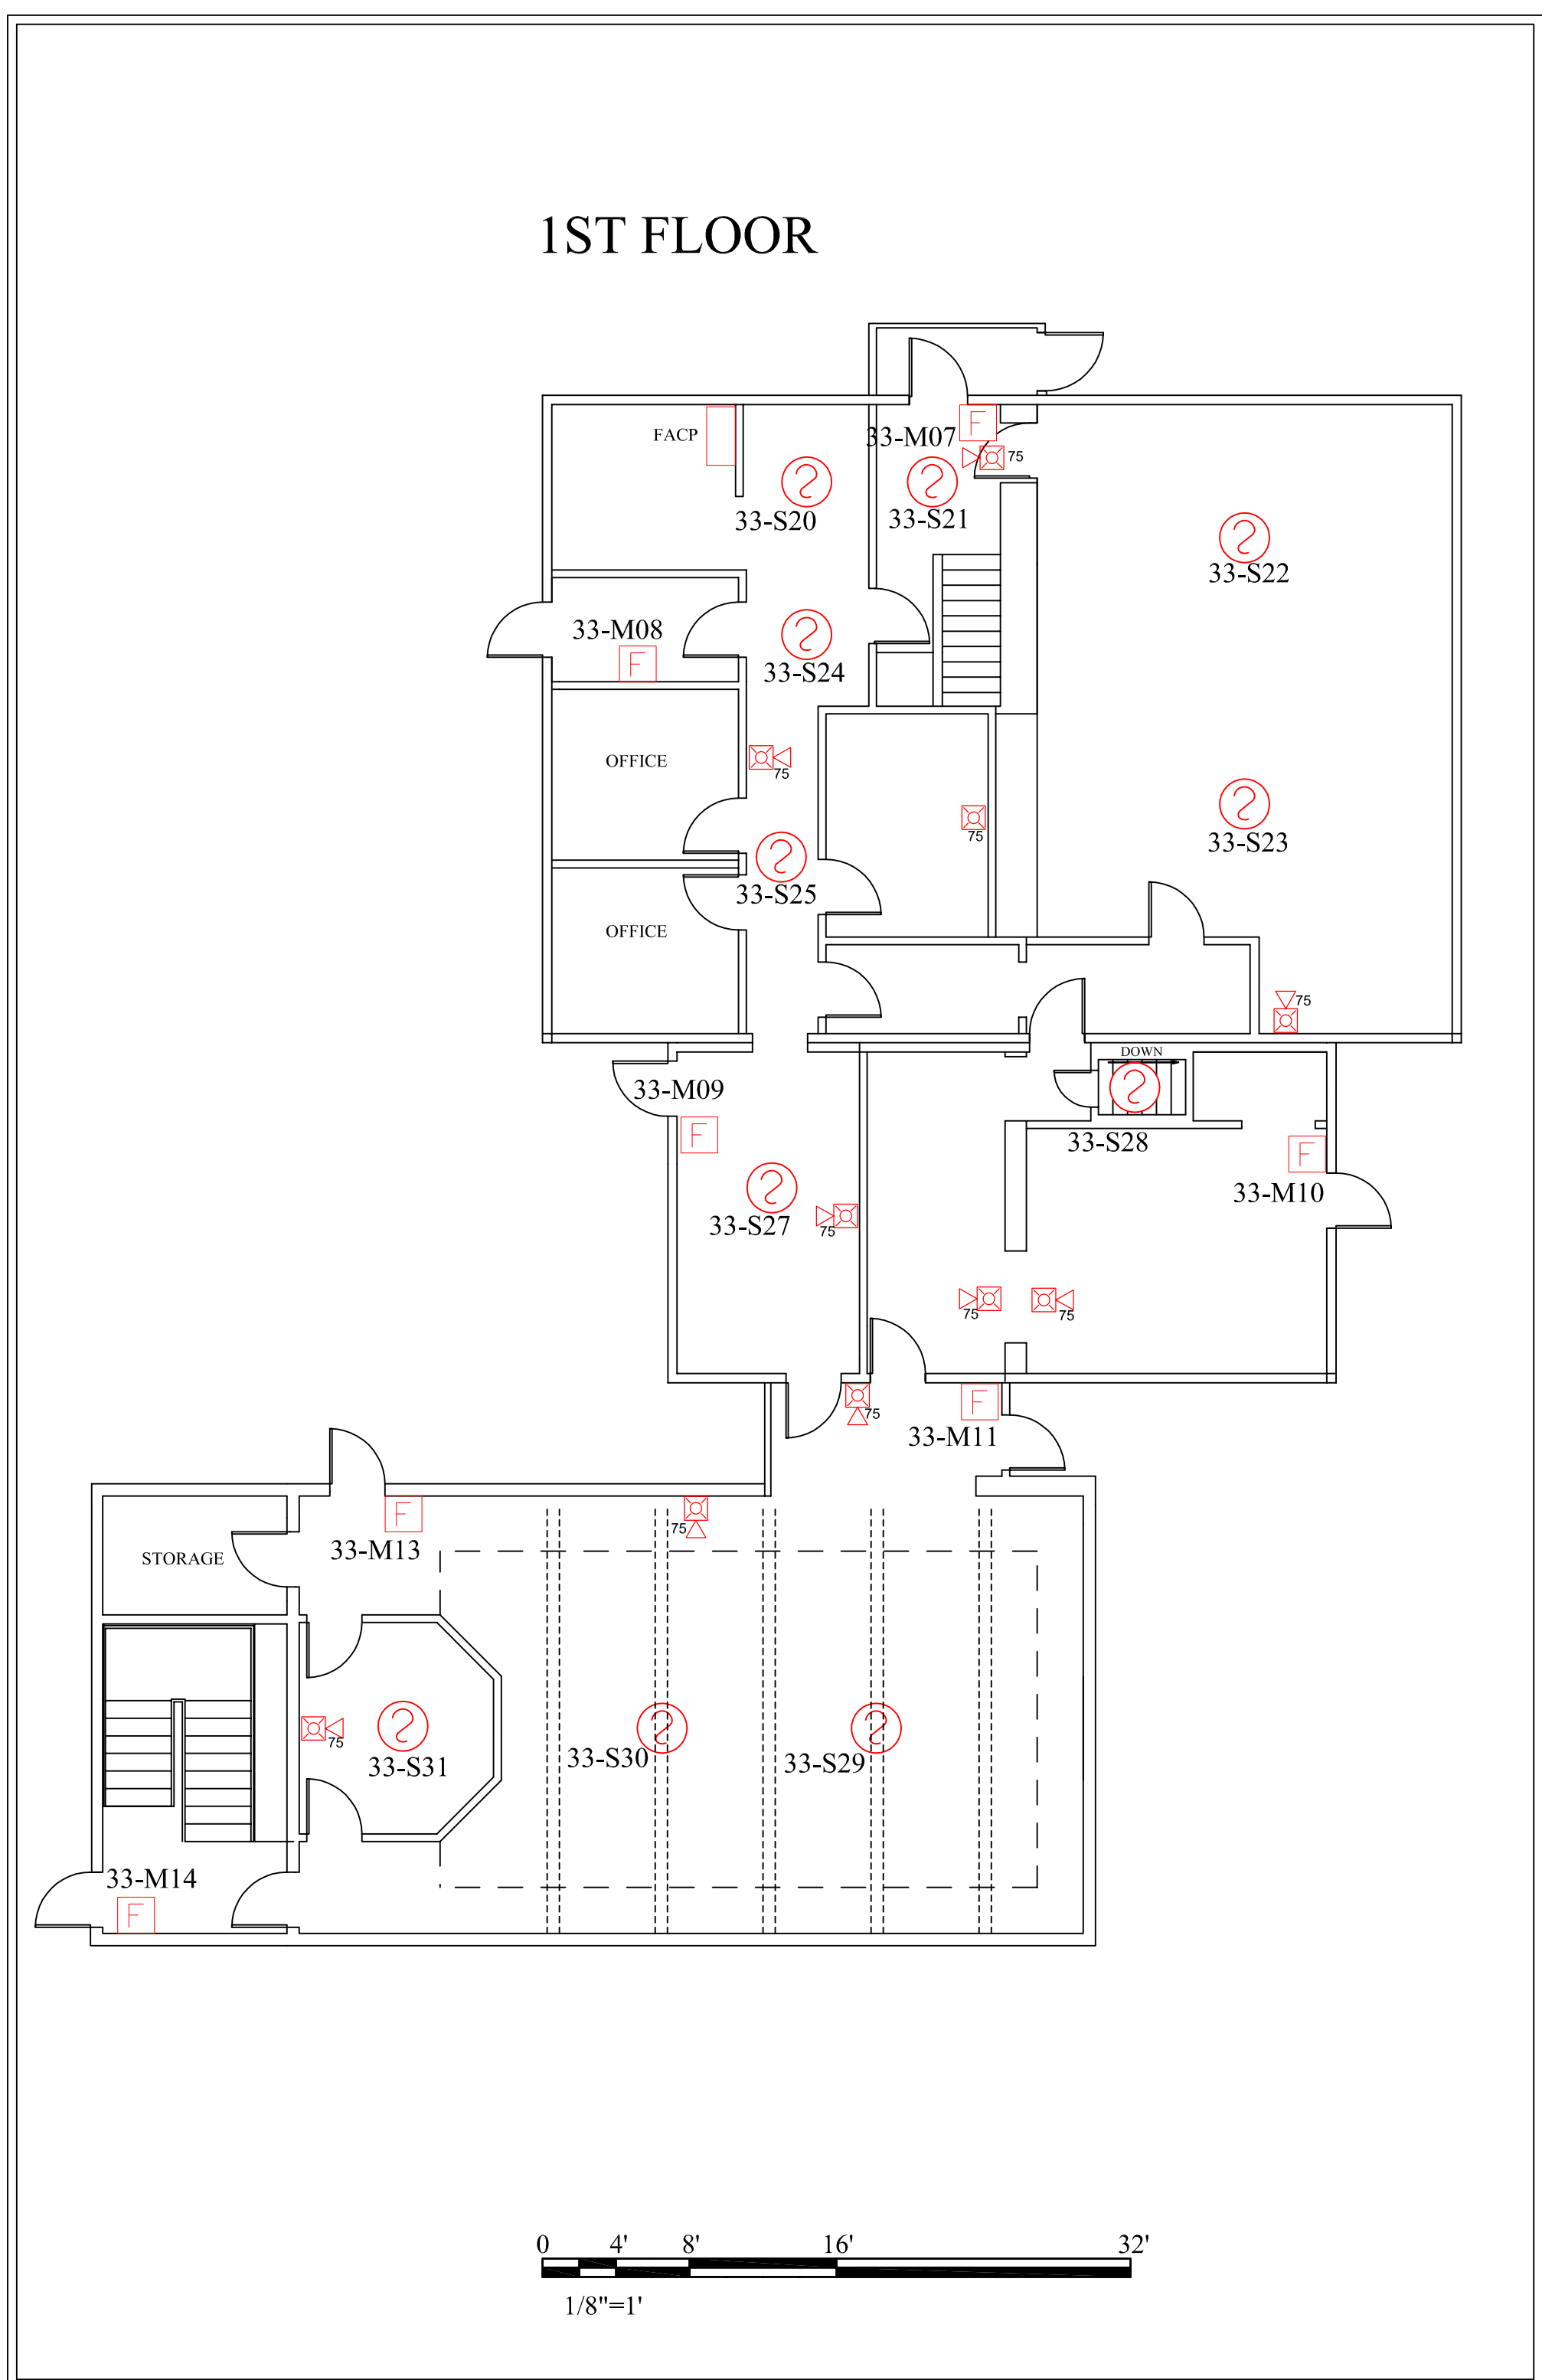 1ST FLOOR
FACP
F
33-M07
75
33-S20
33-S21
33-S22
33-M08
F
33-S24
OFFICE
75
75
33-S23
33-S25
OFFICE
75
DOWN
33-M09
F
33-S28
F
33-M10
33-S27
75
75
75
F
75
33-M11
F
75
33-M13
STORAGE
75
33-S31
33-S30
33-S29
33-M14
F
0 4' 8' 16' 32'
1/8"=1'